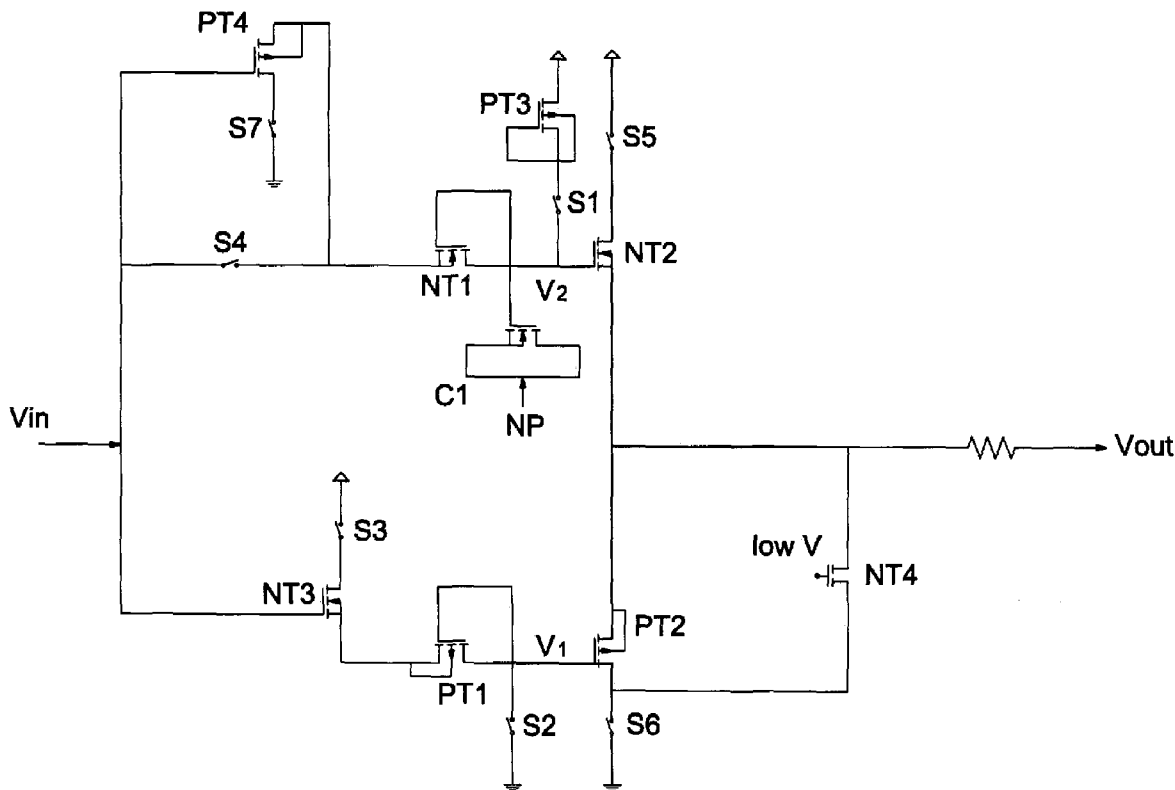 PT4
PT3
S7
S5
S1
S4
NT2
NT1
V2
C1
NP
Vin
Vout
S3
low V
NT4
NT3
V1
PT2
PT1
S2
S6